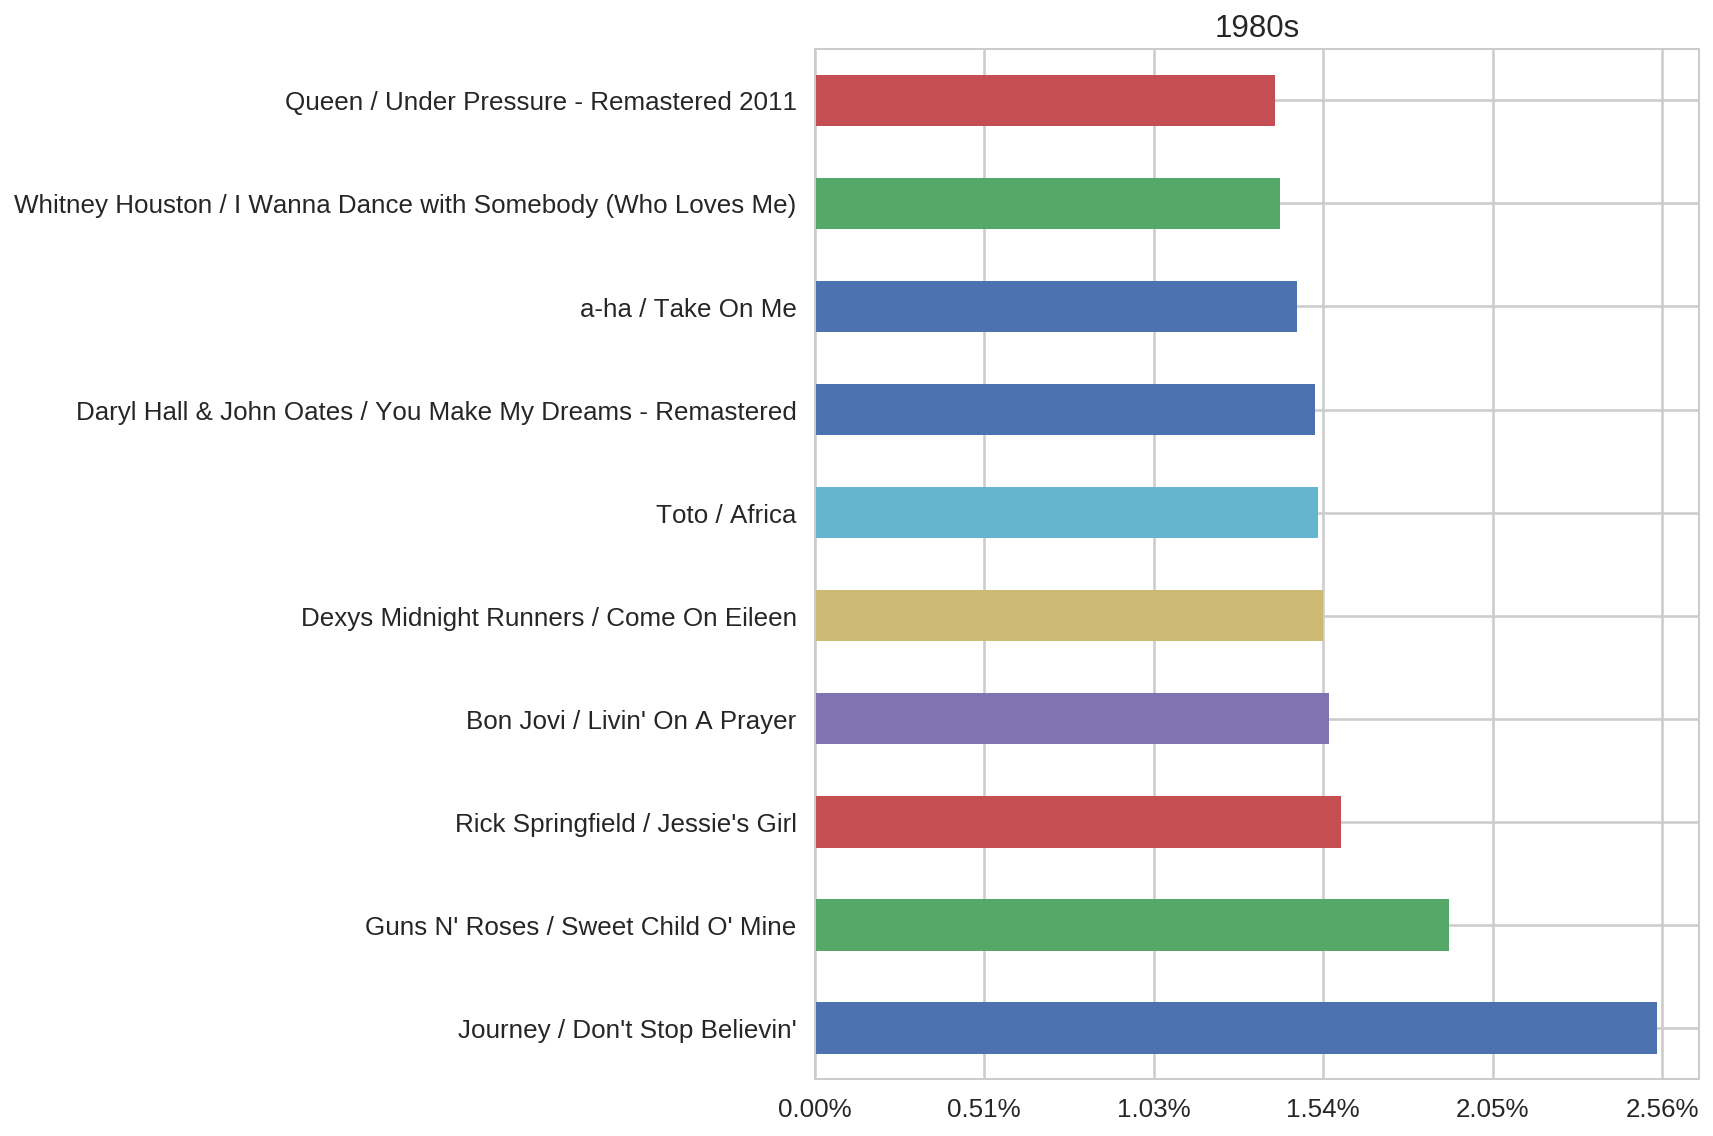 1980s
Queen / Under Pressure - Remastered 2011
Whitney Houston / I Wanna Dance with Somebody (Who Loves Me)
a-ha / Take On Me
Daryl Hall & John Oates / You Make My Dreams - Remastered
Toto / Africa
Dexys Midnight Runners / Come On Eileen
Bon Jovi / Livin' On A Prayer
Rick Springfield / Jessie's Girl
Guns N' Roses / Sweet Child O' Mine
Journey / Don't Stop Believin'
0.00% 0.51% 1.03% 1.54% 2.05% 2.56%